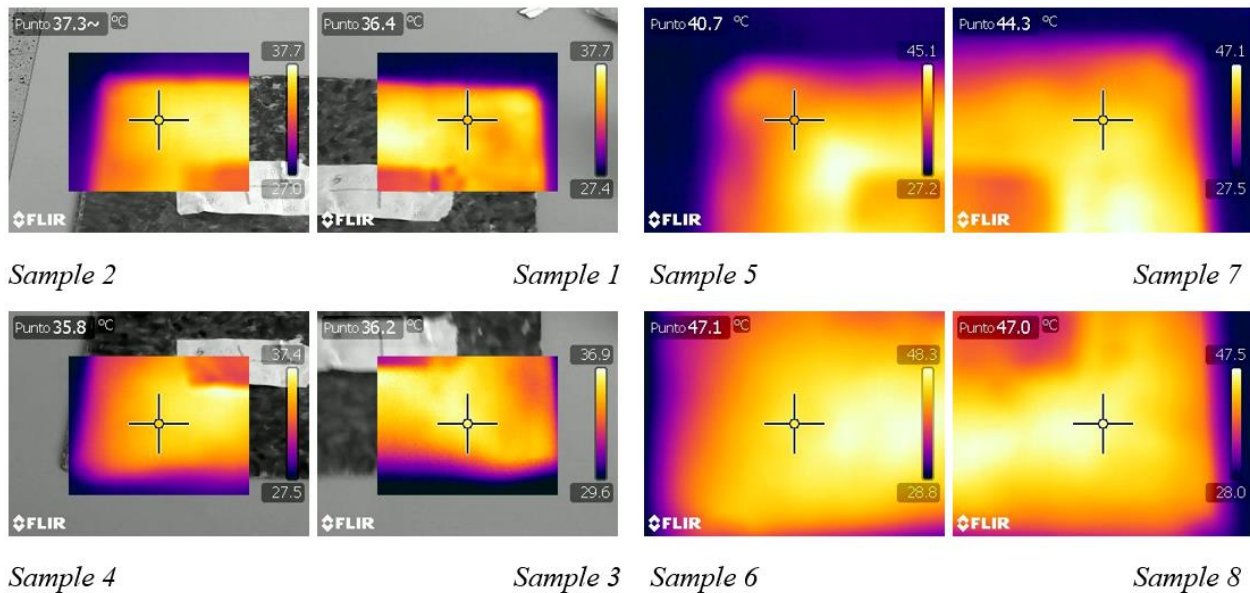 Punto 37.3~ °C
37.7
27.0
FLIR
Punto 36.4 °C
37.7
27.4
FLIR
Punto 40.7 °C
45.1
27.2
FLIR
Punto 44.3 °C
47.1
27.5
FLIR
Sample 2
Sample 1
Sample 5
Sample 7
Punto 35.8 °C
37.4
27.5
FLIR
Punto 36.2 °C
36.9
29.6
FLIR
Punto 47.1 °C
48.3
28.8
FLIR
Punto 47.0 °C
47.5
28.0
FLIR
Sample 4
Sample 3
Sample 6
Sample 8